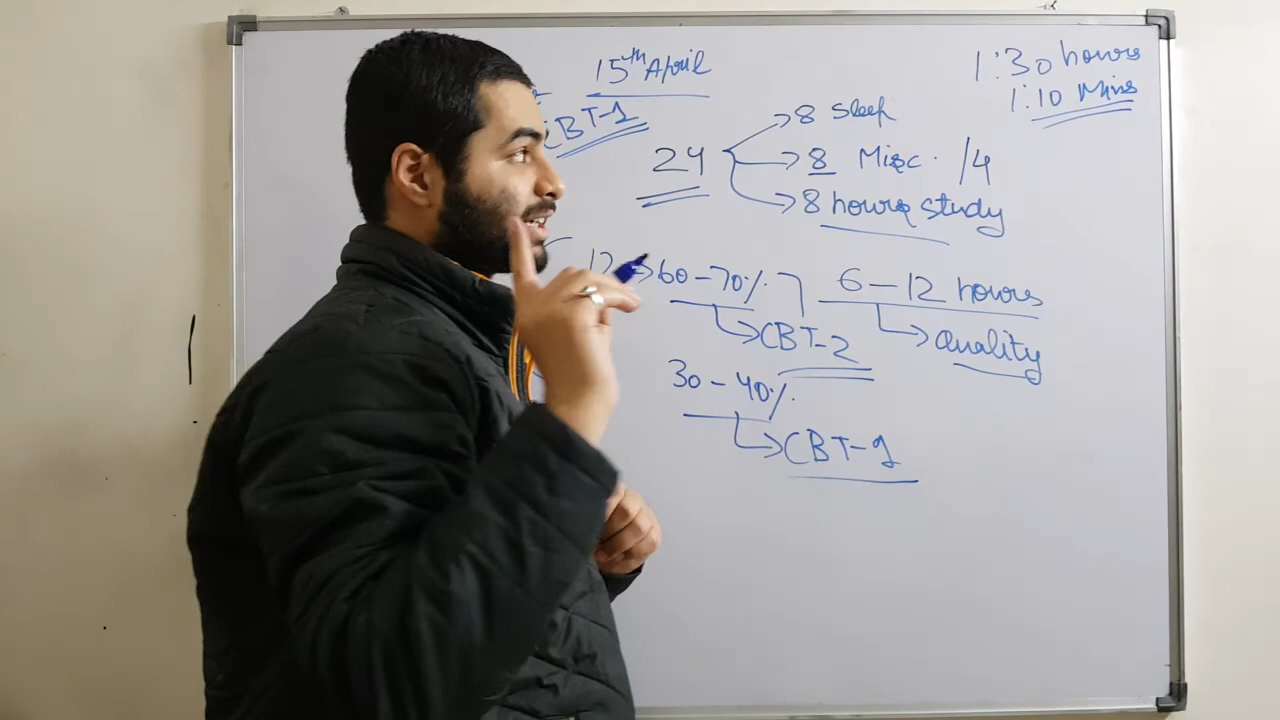 15th April
CBT-1
1:30 hours
1:10 Mins
24
8 Sleep
8 Misc. /4
8 hours study
12 → 60-70%
6-12 hours
CBT-2
Quality
30-40%
CBT-1